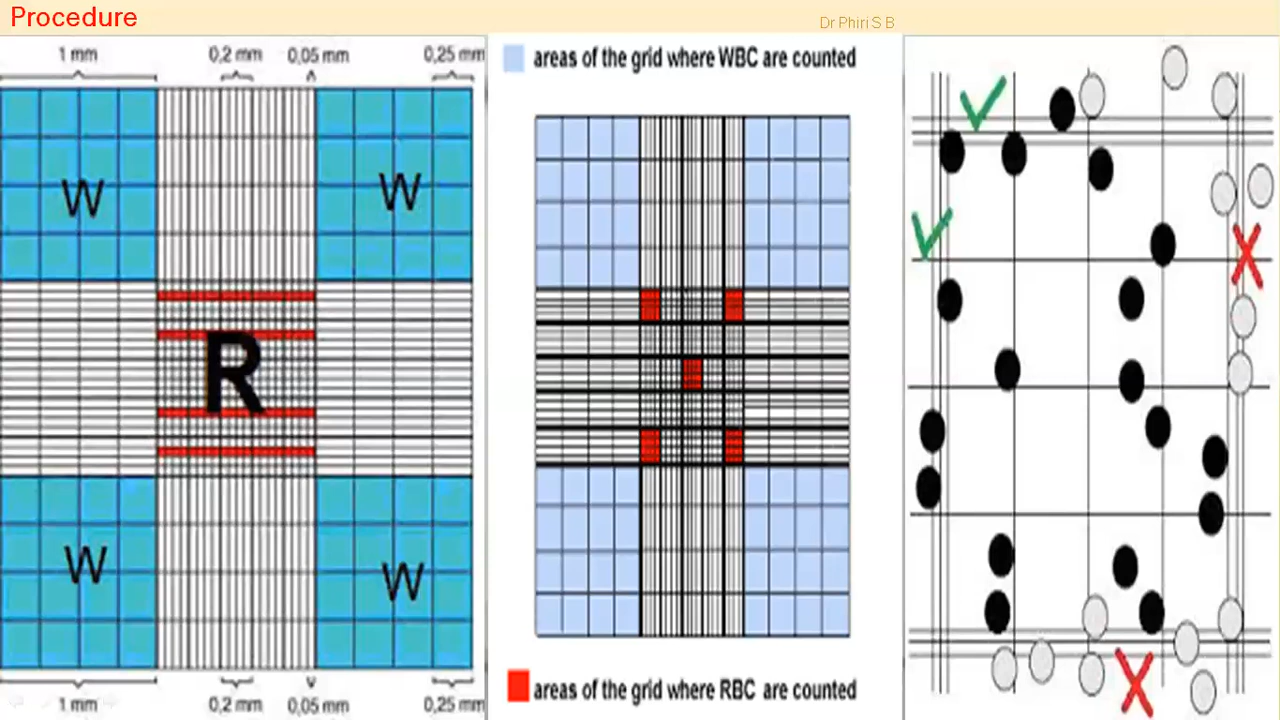 Procedure
Dr Phiri S B
1 mm 0,2 mm 0,05 mm 0,25 mm
W W
R
W W
1 mm 0,2 mm 0,05 mm 0,25 mm
areas of the grid where WBC are counted
areas of the grid where RBC are counted